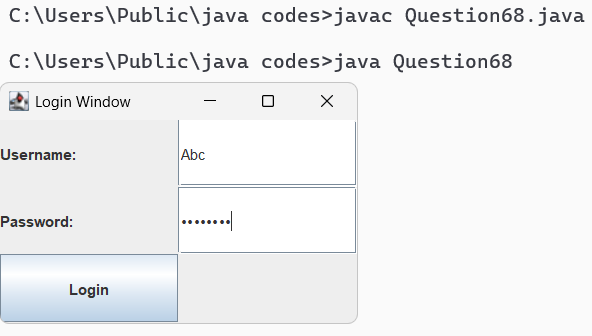 C:\Users\Public\java codes>javac Question68.java
C:\Users\Public\java codes>java Question68
Login Window
Username: Abc
Password: ••••••••
Login